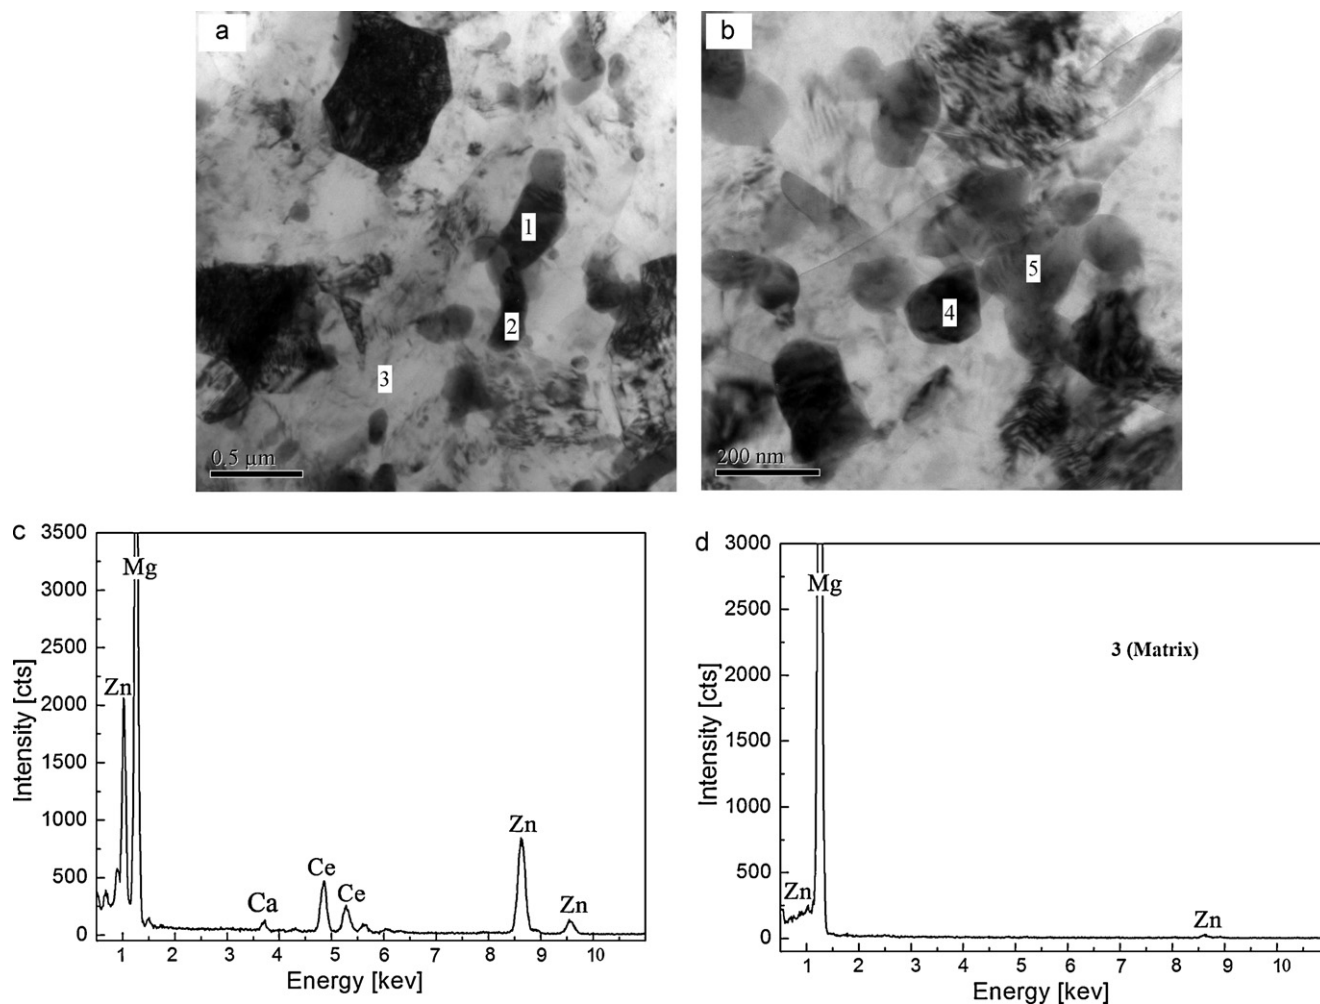 a
1
2
3
0.5 µm
b
4
5
200 nm
c
3500
3000
2500
2000
1500
1000
500
0
Intensity [cts]
Mg
Zn
Ca
Ce
Ce
Zn
Zn
1 2 3 4 5 6 7 8 9 10
Energy [kev]
d
3000
2500
2000
1500
1000
500
0
Intensity [cts]
Mg
3 (Matrix)
Zn
Zn
1 2 3 4 5 6 7 8 9 10
Energy [kev]